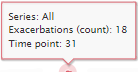 Series: All
Exacerbations (count): 18
Time point: 31